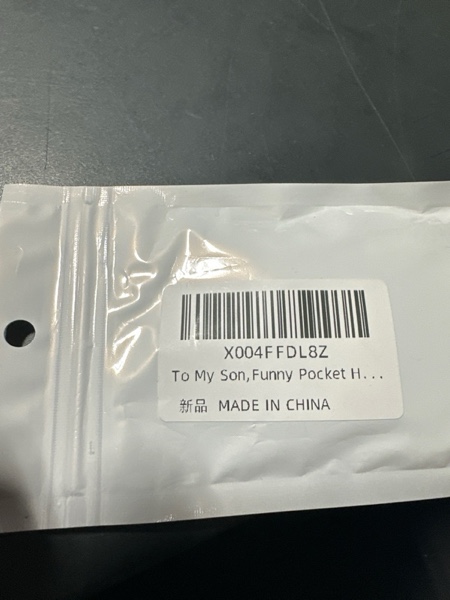 X004FFDL8Z
To My Son,Funny Pocket H...
新品 MADE IN CHINA